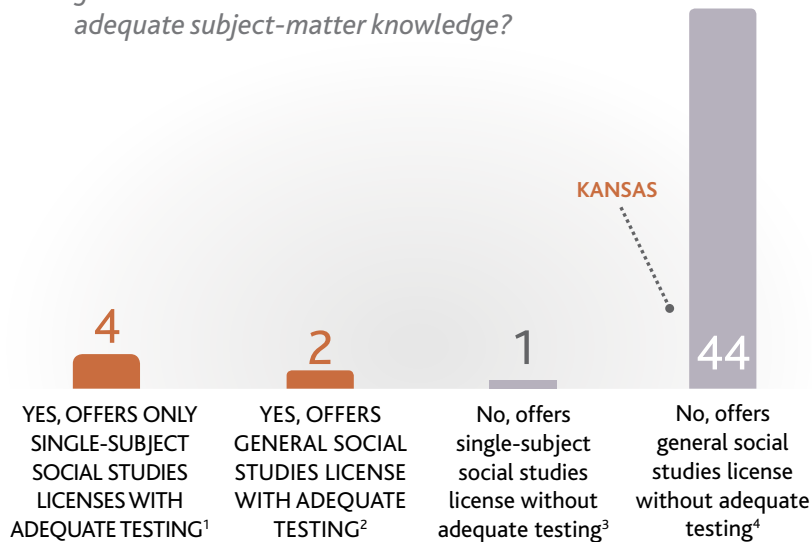 adequate subject-matter knowledge?
KANSAS
4
2
1
44
YES, OFFERS ONLY
SINGLE-SUBJECT
SOCIAL STUDIES
LICENSES WITH
ADEQUATE TESTING¹
YES, OFFERS
GENERAL SOCIAL
STUDIES LICENSE
WITH ADEQUATE
TESTING²
No, offers
single-subject
social studies
license without
adequate testing³
No, offers
general social
studies license
without adequate
testing⁴